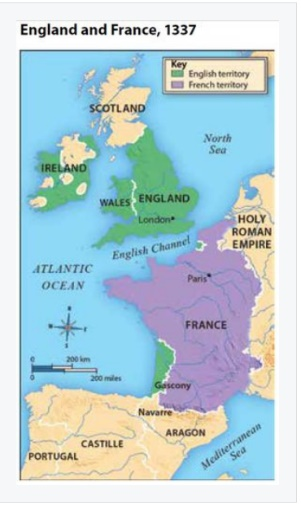 England and France, 1337
Key
English territory
French territory
SCOTLAND
North
Sea
IRELAND
WALES
ENGLAND
London
HOLY
ROMAN
EMPIRE
English Channel
ATLANTIC
OCEAN
Paris
FRANCE
0 200 km
0 200 miles
Gascony
Navarre
ARAGON
CASTILLE
PORTUGAL
Mediterranean
Sea